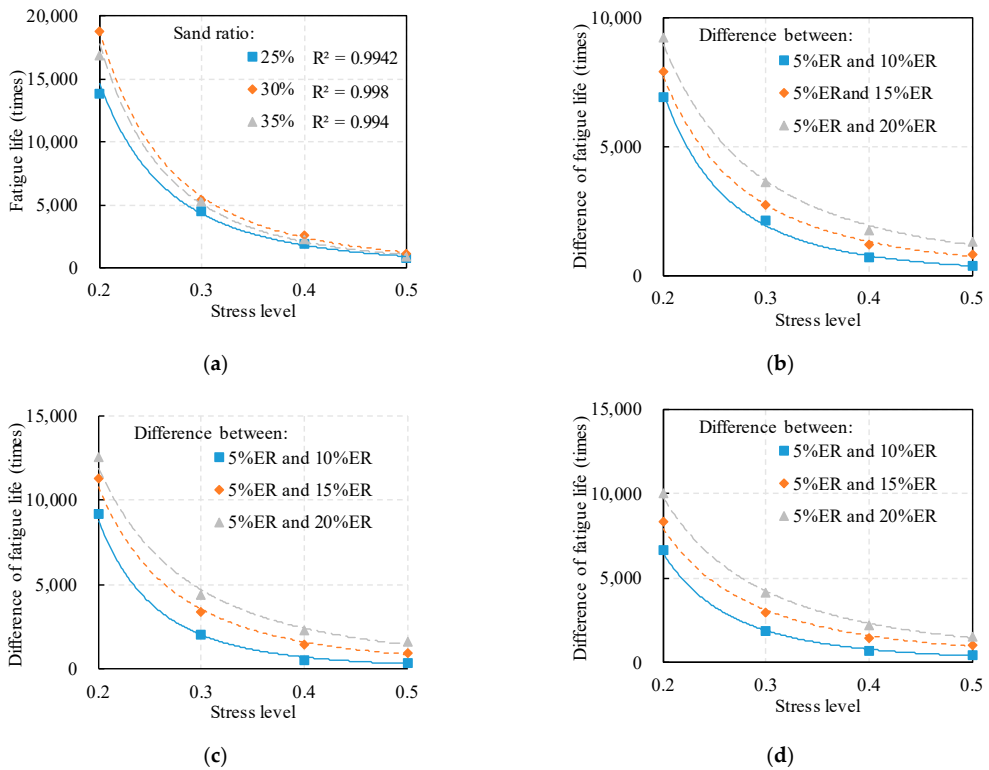 20,000
15,000
10,000
5,000
0
Fatigue life (times)
Sand ratio:
25% R² = 0.9942
30% R² = 0.998
35% R² = 0.994
0.2 0.3 0.4 0.5
Stress level
(a)
10,000
5,000
0
Difference of fatigue life (times)
Difference between:
5%ER and 10%ER
5%ERand 15%ER
5%ER and 20%ER
0.2 0.3 0.4 0.5
Stress level
(b)
15,000
10,000
5,000
0
Difference of fatigue life (times)
Difference between:
5%ER and 10%ER
5%ER and 15%ER
5%ER and 20%ER
0.2 0.3 0.4 0.5
Stress level
(c)
15,000
10,000
5,000
0
Difference of fatigue life (times)
Difference between:
5%ER and 10%ER
5%ER and 15%ER
5%ER and 20%ER
0.2 0.3 0.4 0.5
Stress level
(d)